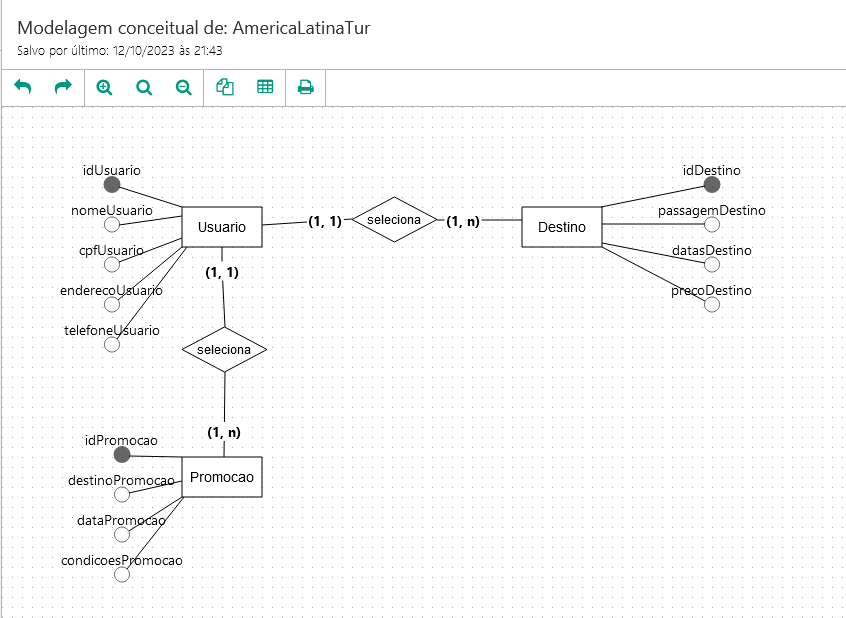 Modelagem conceitual de: AmericaLatinaTur
Salvo por último: 12/10/2023 às 21:43
idUsuario
nomeUsuario
cpfUsuario
enderecoUsuario
telefoneUsuario
Usuario
(1, 1)
seleciona
(1, n)
Destino
idDestino
passagemDestino
datasDestino
precoDestino
(1, 1)
seleciona
(1, n)
idPromocao
destinoPromocao
dataPromocao
condicoesPromocao
Promocao